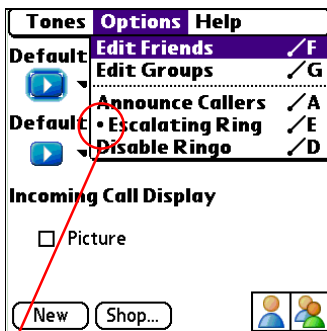 Tones Options Help
Default
Edit Friends /F
Edit Groups /G
Announce Callers /A
Default
• Escalating Ring /E
Disable Ringo /D
Incoming Call Display
Picture
New Shop...